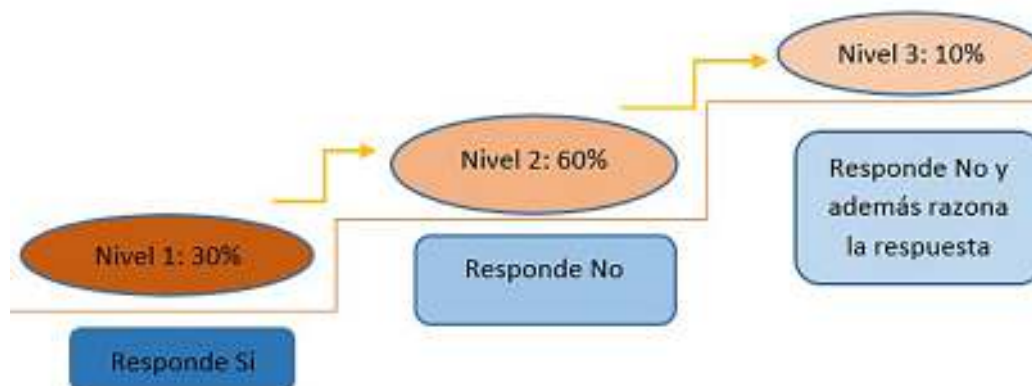 Nivel 3: 10%
Nivel 2: 60%
Nivel 1: 30%
Responde No y
además razona
la respuesta
Responde No
Responde Si